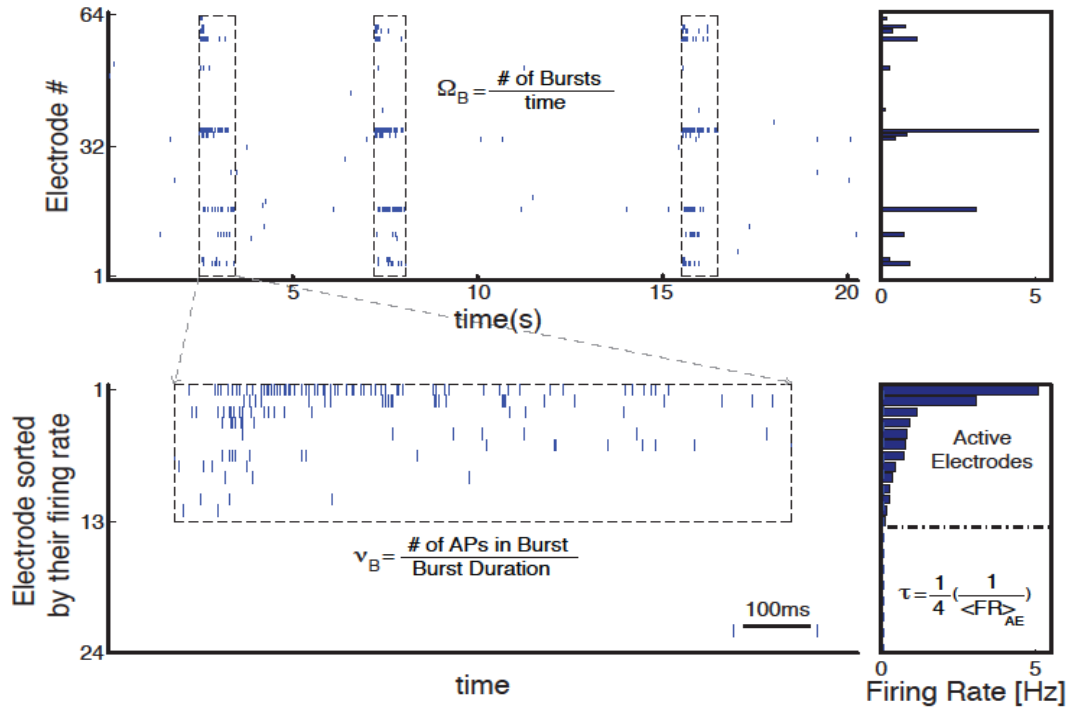 64
Electrode #
32
1
Ω_B = # of Bursts / time
5
10
15
20
time(s)
0
5
Electrode sorted
by their firing rate
1
13
24
ν_B = # of APs in Burst / Burst Duration
100ms
time
Active
Electrodes
τ = 1/4 (1/<FR>_AE)
0
5
Firing Rate [Hz]